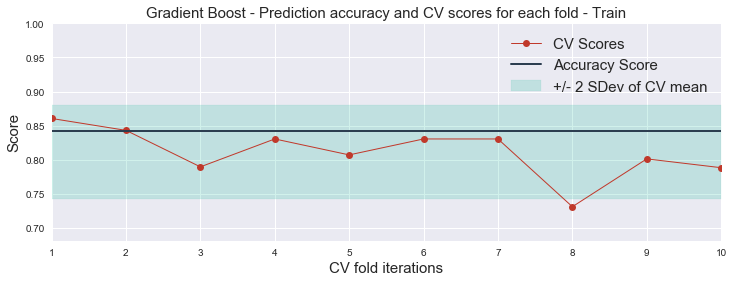 Gradient Boost - Prediction accuracy and CV scores for each fold - Train
1.00
0.95
0.90
0.85
0.80
0.75
0.70
Score
CV Scores
Accuracy Score
+/- 2 SDev of CV mean
1 2 3 4 5 6 7 8 9 10
CV fold iterations